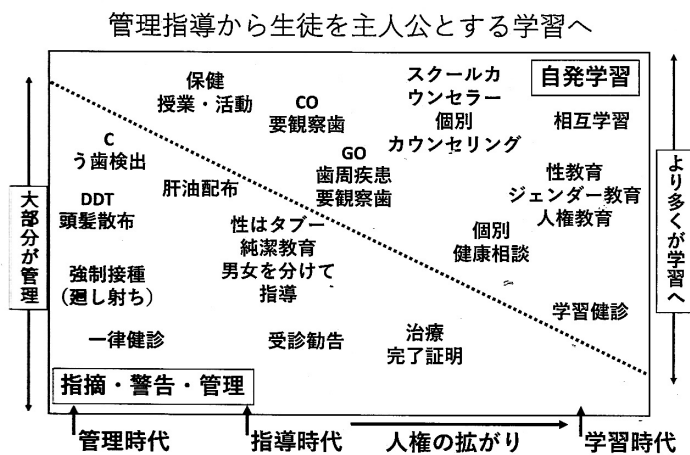 管理指導から生徒を主人公とする学習へ
保健
授業・活動
CO
要観察歯
スクールカ
ウンセラー
個別
カウンセリング
自発学習
相互学習
C
う歯検出
GO
歯周疾患
要観察歯
性教育
ジェンダー教育
人権教育
DDT
頭髪散布
肝油配布
性はタブー
純潔教育
男女を分けて
指導
個別
健康相談
強制接種
(廻し射ち)
学習健診
一律健診
受診勧告
治療
完了証明
指摘・警告・管理
大部分が管理
より多くが学習へ
管理時代
指導時代
人権の拡がり
学習時代